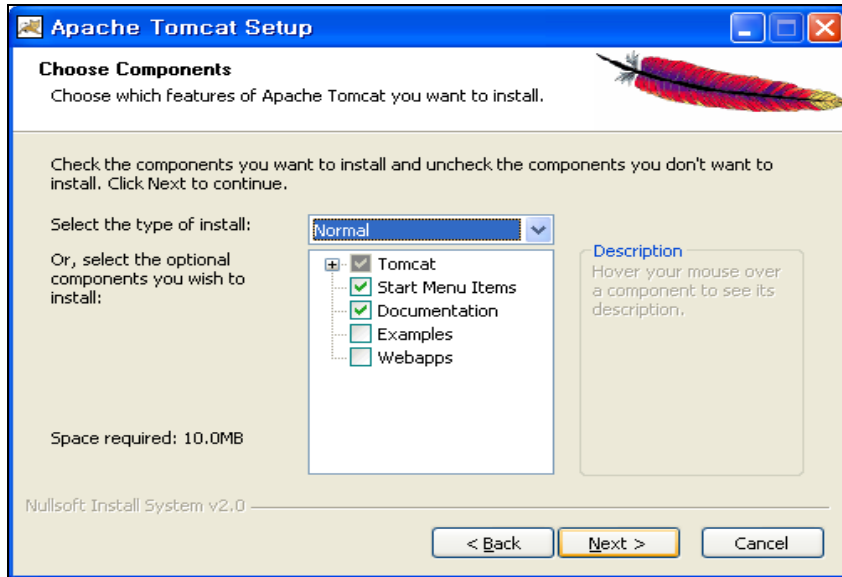 Apache Tomcat Setup
Choose Components
Choose which features of Apache Tomcat you want to install.
Check the components you want to install and uncheck the components you don't want to
install. Click Next to continue.
Select the type of install:
Normal
Or, select the optional
components you wish to
install:
Tomcat
Start Menu Items
Documentation
Examples
Webapps
Description
Hover your mouse over
a component to see its
description.
Space required: 10.0MB
Nullsoft Install System v2.0
< Back
Next >
Cancel